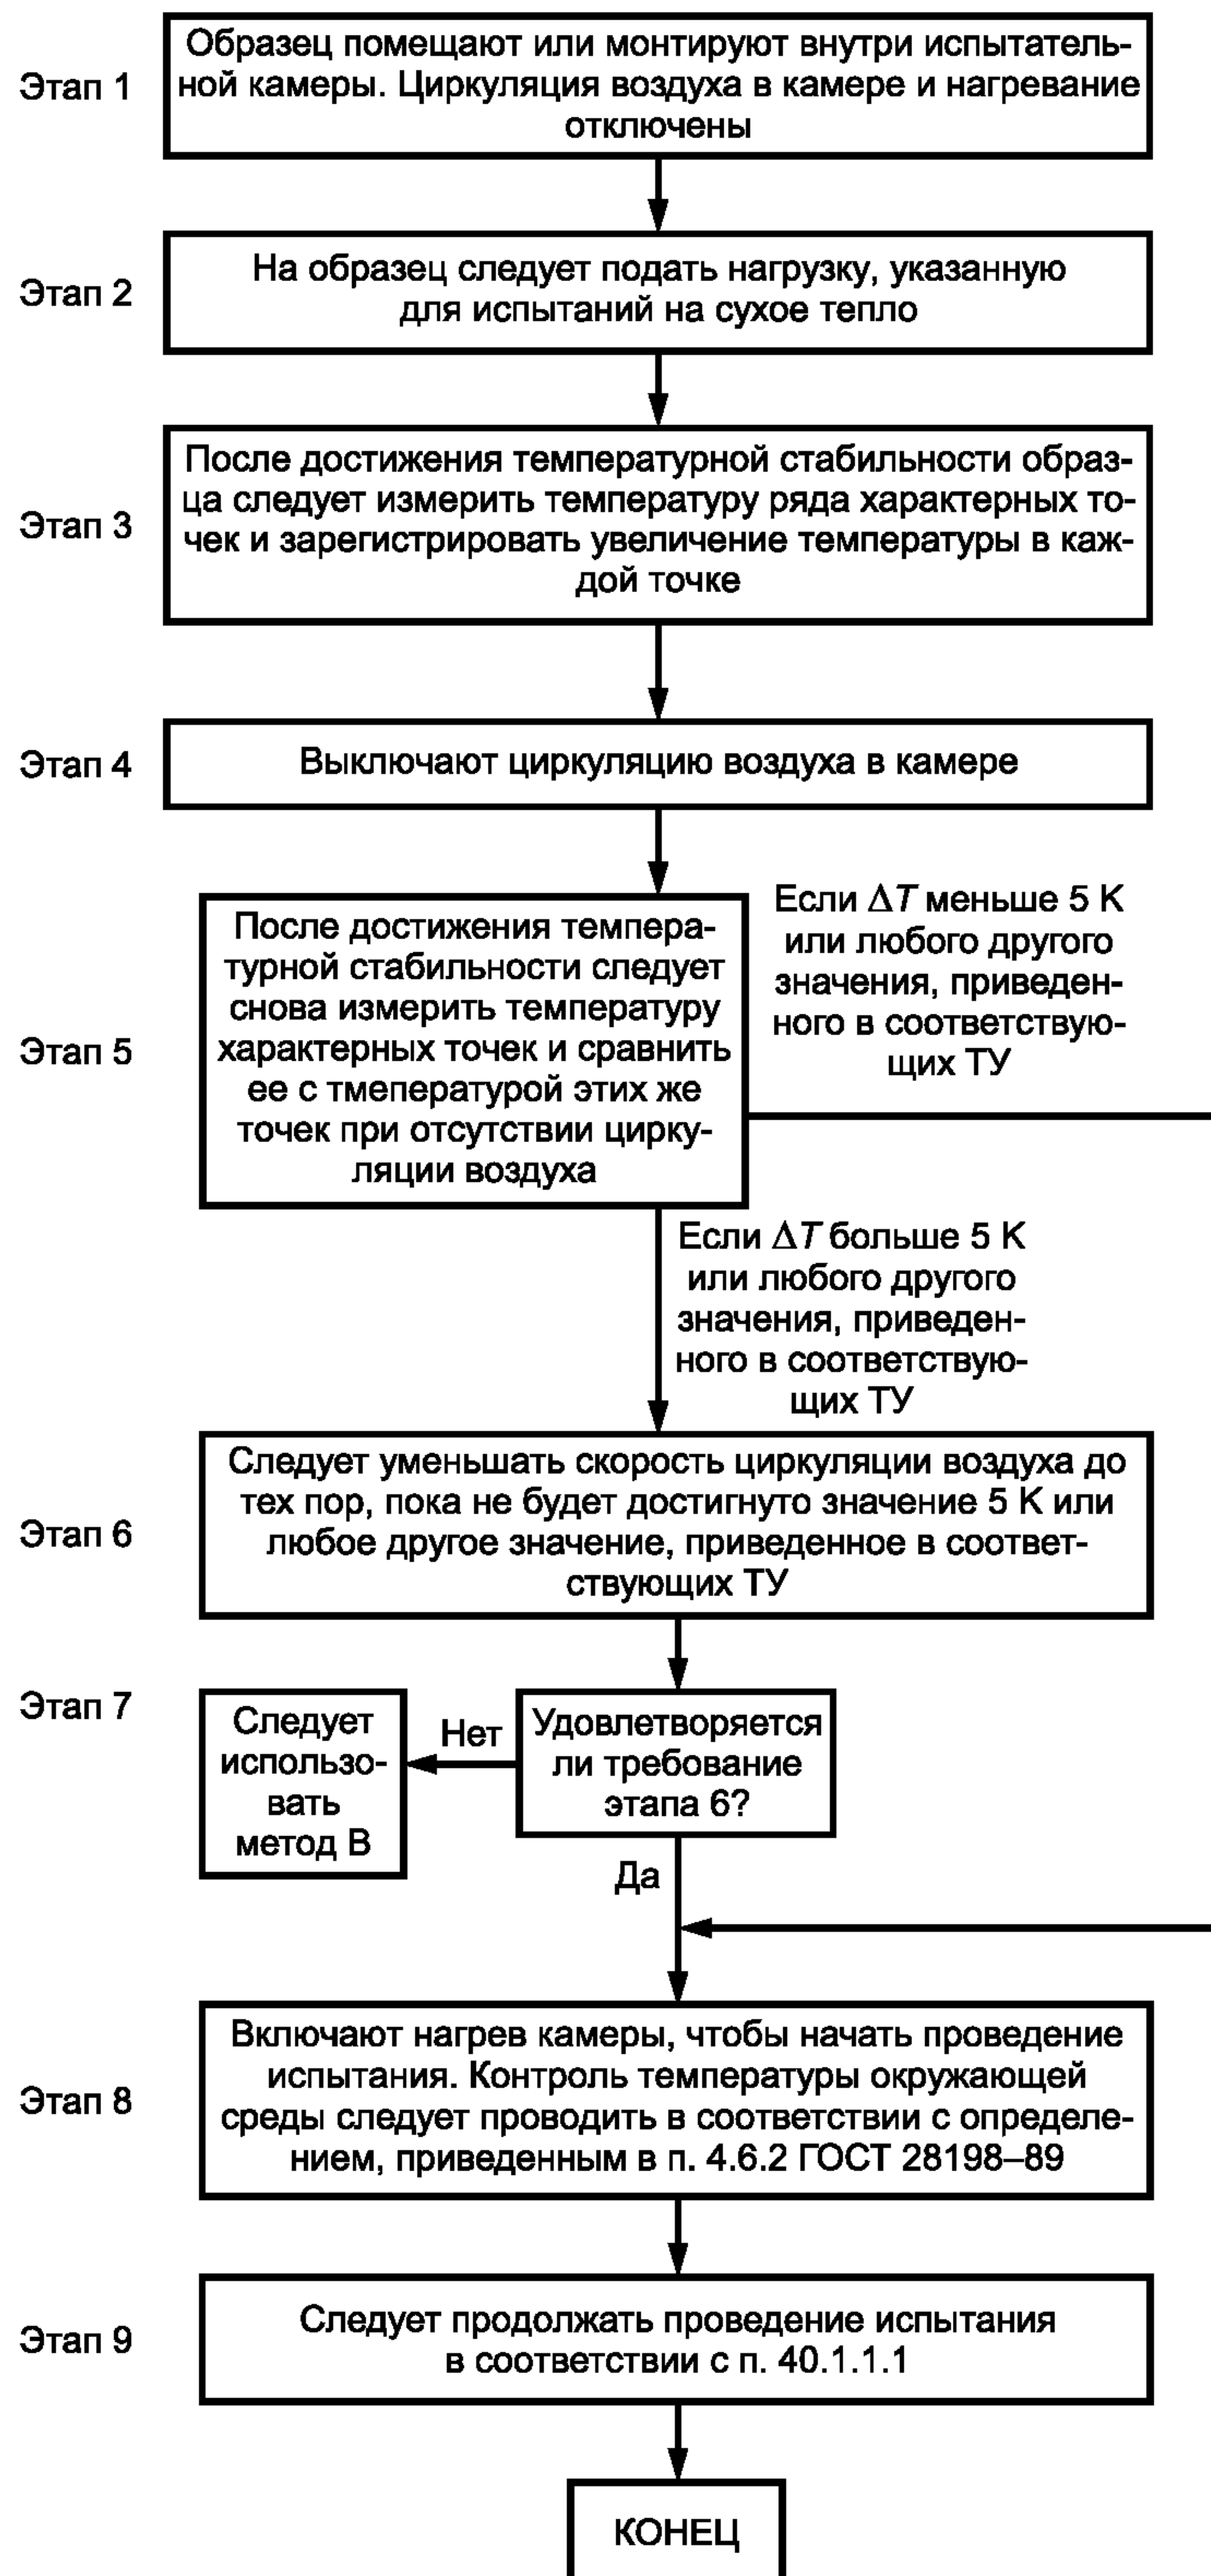 Этап 1
Образец помещают или монтируют внутри испытатель-
ной камеры. Циркуляция воздуха в камере и нагревание
отключены
Этап 2
На образец следует подать нагрузку, указанную
для испытаний на сухое тепло
Этап 3
После достижения температурной стабильности образ-
ца следует измерить температуру ряда характерных то-
чек и зарегистрировать увеличение температуры в каж-
дой точке
Этап 4
Выключают циркуляцию воздуха в камере
Этап 5
После достижения темпера-
турной стабильности следует
снова измерить температуру
характерных точек и сравнить
ее с тмепературой этих же
точек при отсутствии цирку-
ляции воздуха
Если ΔT меньше 5 К
или любого другого
значения, приведен-
ного в соответствую-
щих ТУ
Если ΔT больше 5 К
или любого другого
значения, приведен-
ного в соответствую-
щих ТУ
Этап 6
Следует уменьшать скорость циркуляции воздуха до
тех пор, пока не будет достигнуто значение 5 К или
любое другое значение, приведенное в соответ-
ствующих ТУ
Этап 7
Следует
использо-
вать
метод В
Нет
Удовлетворяется
ли требование
этапа 6?
Да
Этап 8
Включают нагрев камеры, чтобы начать проведение
испытания. Контроль температуры окружающей
среды следует проводить в соответствии с определе-
нием, приведенным в п. 4.6.2 ГОСТ 28198–89
Этап 9
Следует продолжать проведение испытания
в соответствии с п. 40.1.1.1
КОНЕЦ